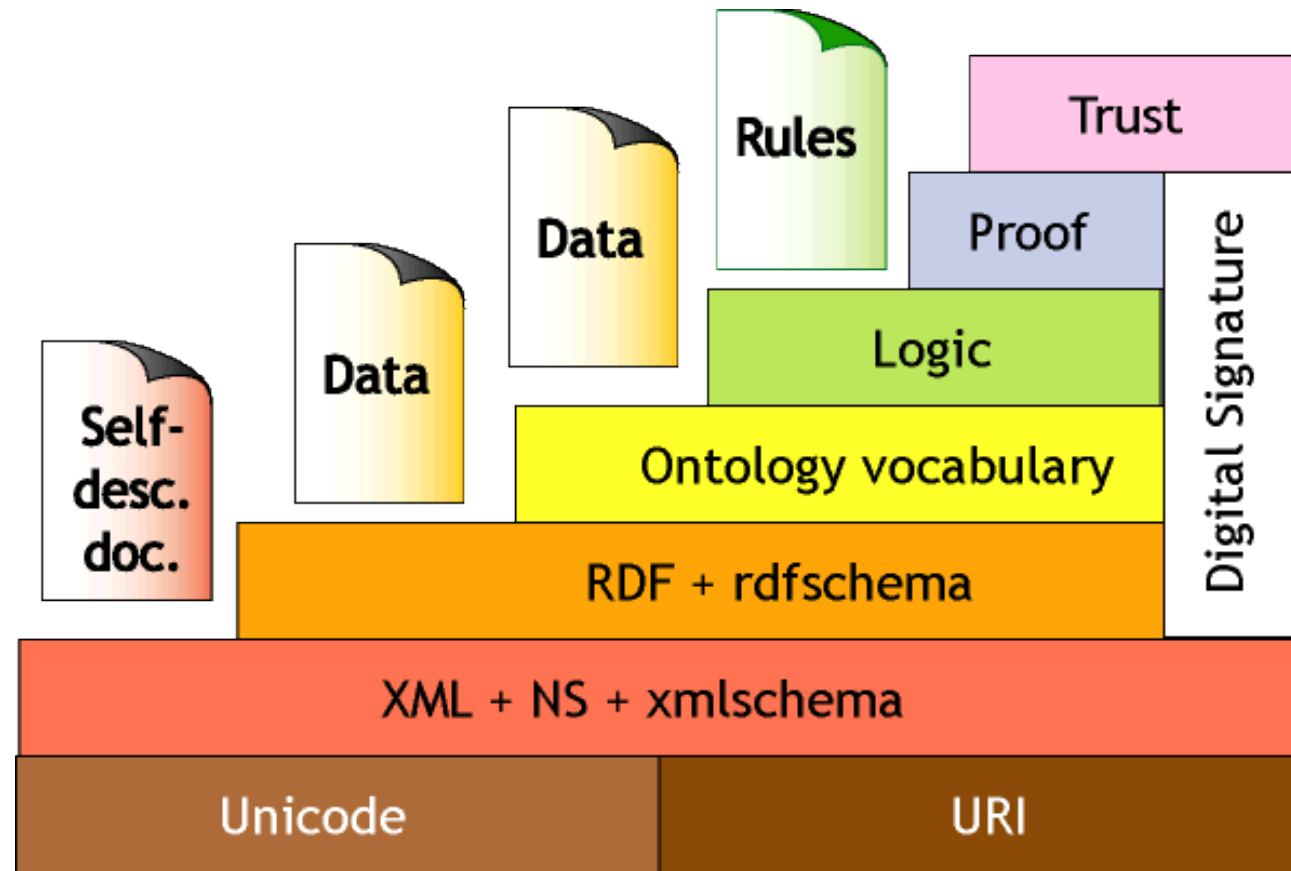 Rules
Trust
Data
Proof
Data
Logic
Self-
desc.
doc.
Ontology vocabulary
Digital Signature
RDF + rdfschema
XML + NS + xmlschema
Unicode
URI